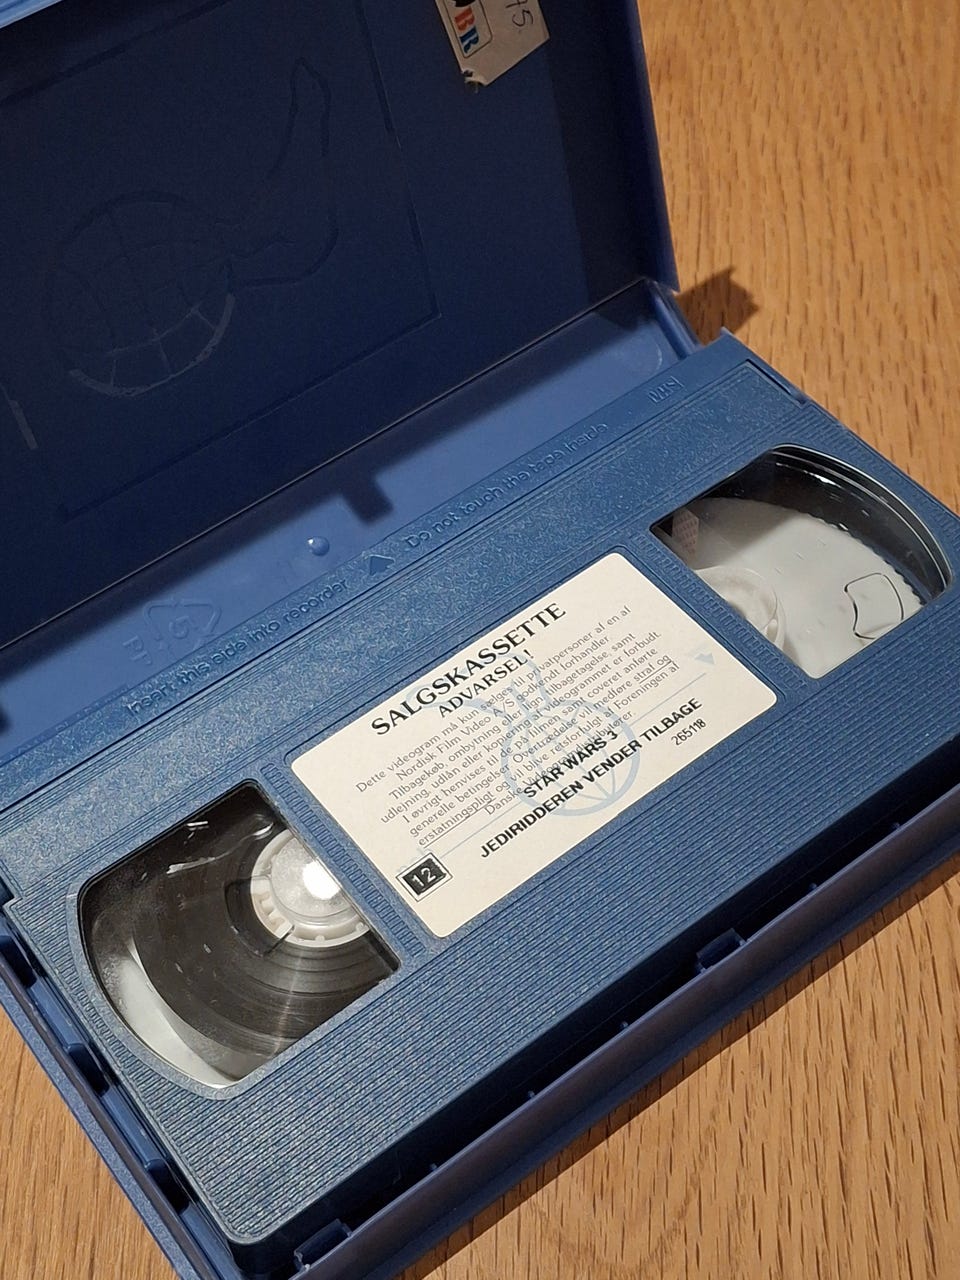 BR
75.
VHS
Do not touch the tape inside
Insert this side into recorder
PP
5
SALGSKASSETTE
ADVARSEL!
Dette videogram må kun sælges til privatpersoner af en af
Nordisk Film Video A/S godkendt forhandler.
Tilbagekøb, ombytning eller lign. tilbagetagelse, samt
udlejning, udlån eller kopiering af videogrammet er forbudt.
I øvrigt henvises til de på filmen samt coveret anførte
generelle betingelser. Overtrædelse vil medføre straf og
erstatningspligt og vil blive retsforfulgt af Foreningen af
Danske
STAR WARS 3
JEDIRIDDEREN VENDER TILBAGE
265118
12